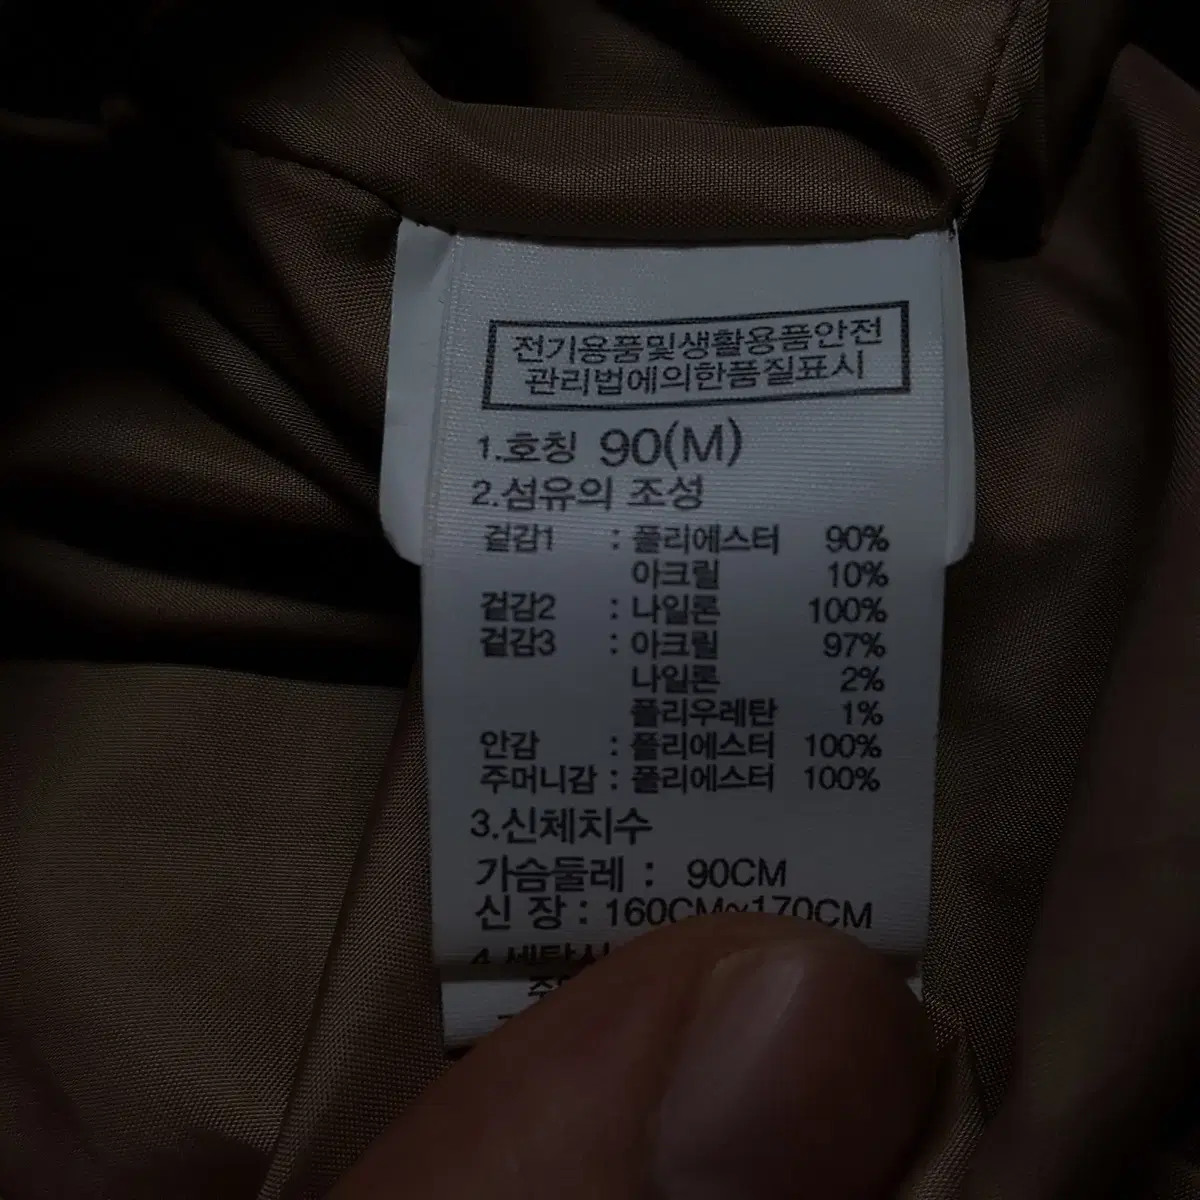 전기용품및생활용품안전
관리법에의한품질표시
1.호칭 90(M)
2.섬유의 조성
겉감1 : 폴리에스터 90%
아크릴 10%
겉감2 : 나일론 100%
겉감3 : 아크릴 97%
나일론 2%
폴리우레탄 1%
안감 : 폴리에스터 100%
주머니감 : 폴리에스터 100%
3.신체치수
가슴둘레 : 90CM
신 장 : 160CM~170CM
4.세탁시